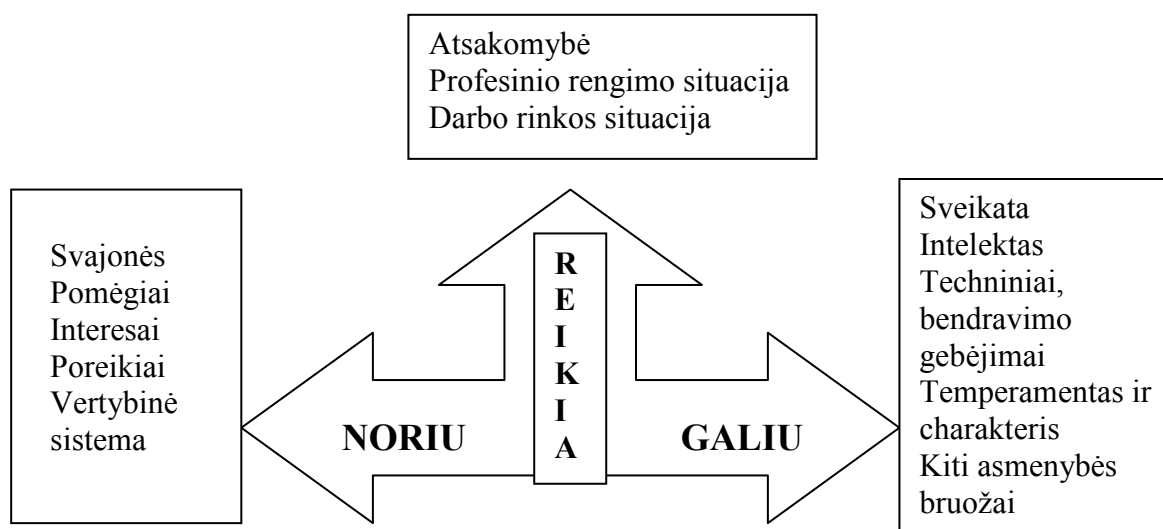 Atsakomybė
Profesinio rengimo situacija
Darbo rinkos situacija
Svajonės
Pomėgiai
Interesai
Poreikiai
Vertybinė
sistema
NORIU
REIKIA
GALIU
Sveikata
Intelektas
Techniniai,
bendravimo
gebėjimai
Temperamentas ir
charakteris
Kiti asmenybės
bruožai